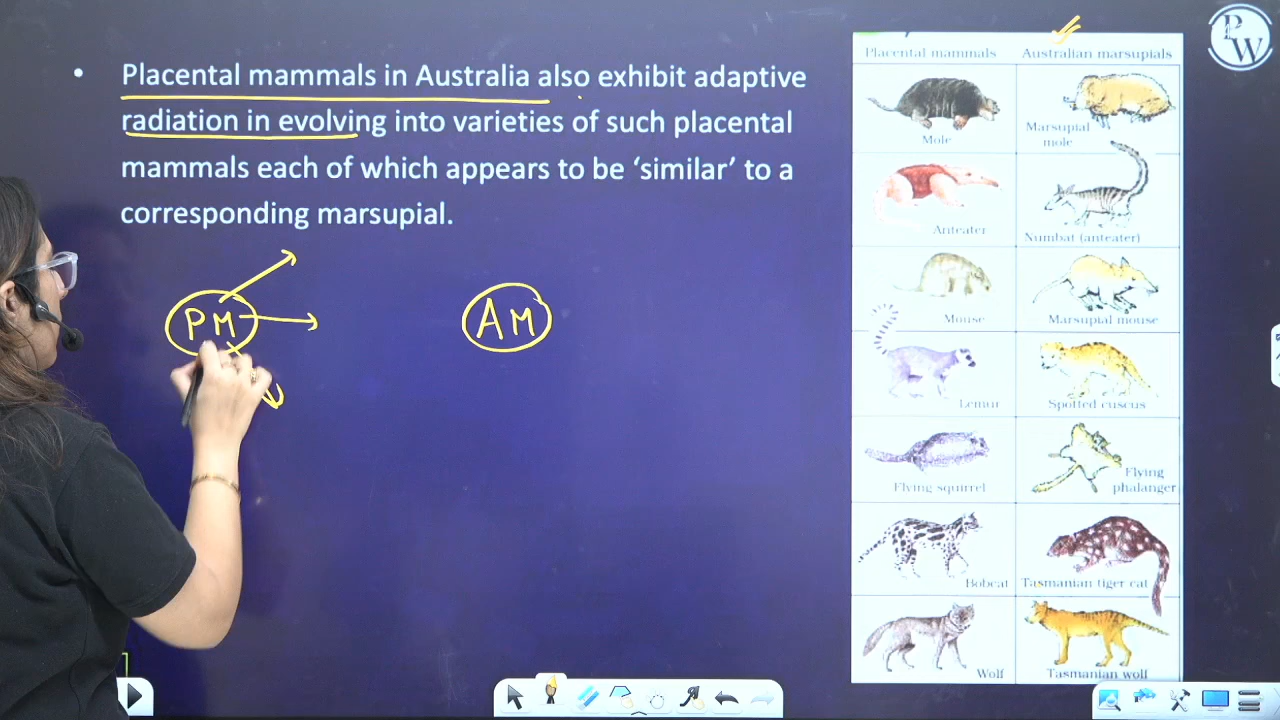 • Placental mammals in Australia also exhibit adaptive
radiation in evolving into varieties of such placental
mammals each of which appears to be ‘similar’ to a
corresponding marsupial.
PM
AM
Placental mammals Australian marsupials
Mole
Marsupial
mole
Anteater
Numbat (anteater)
Mouse
Marsupial mouse
Lemur
Spotted cuscus
Flying squirrel
Flying
phalanger
Bobcat
Tasmanian tiger cat
Wolf
Tasmanian wolf
PW